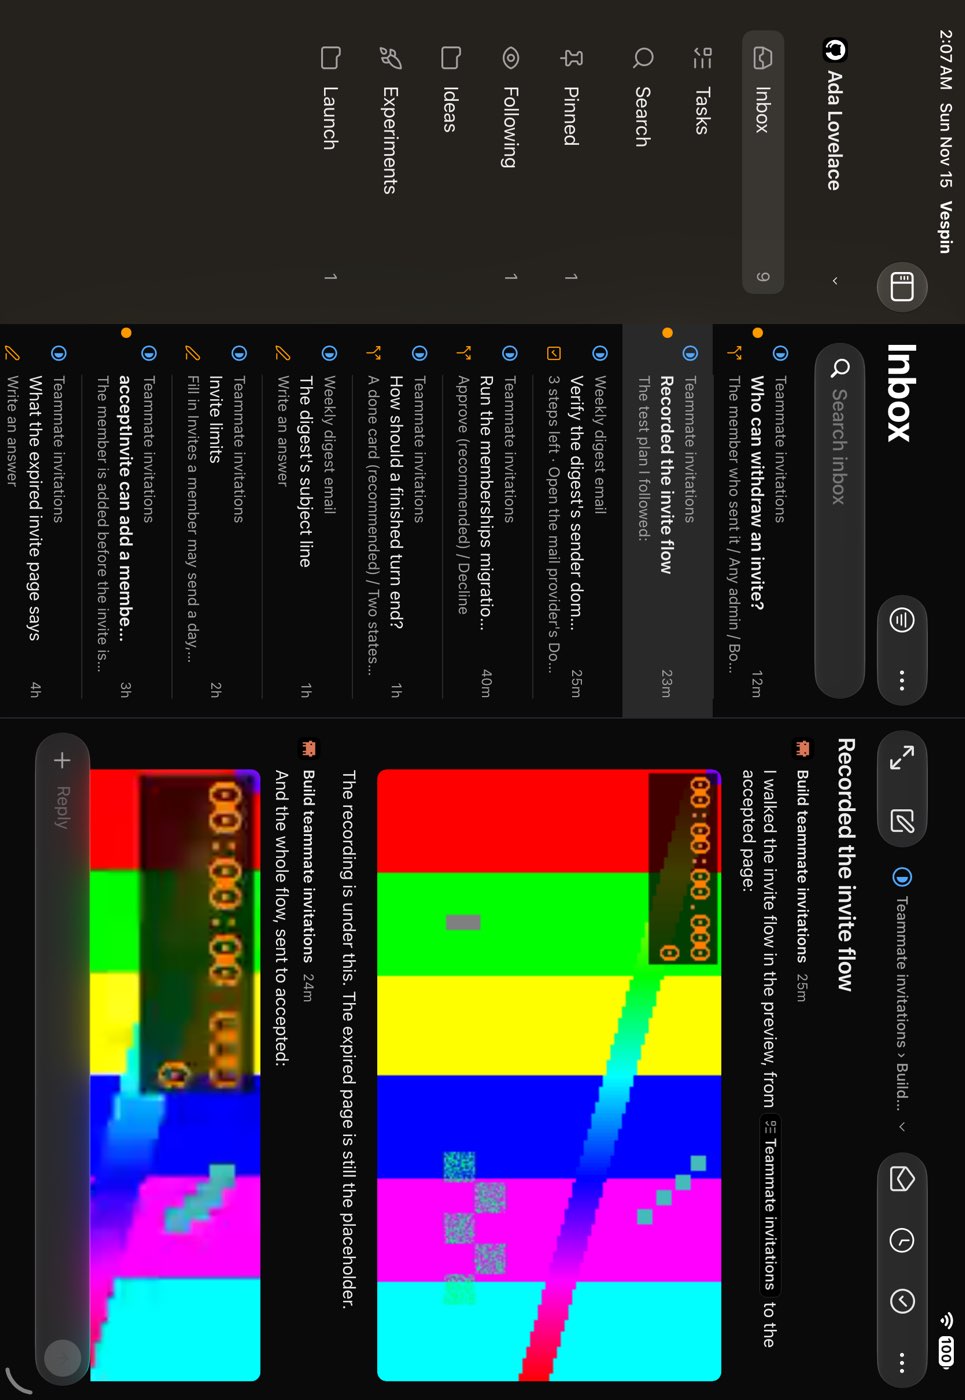 2:07 AM Sun Nov 15 Vespin
100
Ada Lovelace
Inbox 9
Tasks
Search
Pinned 1
Following 1
Ideas
Experiments
Launch 1
Inbox
Search inbox
Teammate invitations
Who can withdraw an invite? 12m
The member who sent it / Any admin / Bo...
Teammate invitations
Recorded the invite flow 23m
The test plan I followed:
Weekly digest email
Verify the digest's sender dom... 25m
3 steps left · Open the mail provider's Do...
Teammate invitations
Run the memberships migratio... 40m
Approve (recommended) / Decline
Teammate invitations
How should a finished turn end? 1h
A done card (recommended) / Two states...
Weekly digest email
The digest's subject line 1h
Write an answer
Teammate invitations
Invite limits 2h
Fill in Invites a member may send a day,...
Teammate invitations
acceptInvite can add a membe... 3h
The member is added before the invite is...
Teammate invitations
What the expired invite page says 4h
Write an answer
Teammate invitations › Build...
Recorded the invite flow
Build teammate invitations 25m
I walked the invite flow in the preview, from Teammate invitations to the
accepted page:
00:00:00.000
0
The recording is under this. The expired page is still the placeholder.
Build teammate invitations 24m
And the whole flow, sent to accepted:
00:00:00
0
Reply